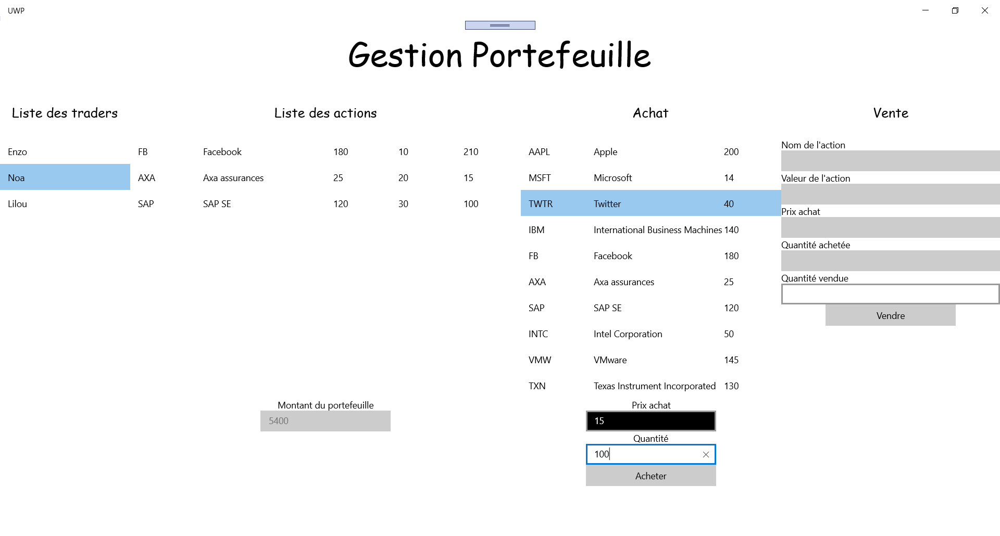 UWP
Gestion Portefeuille
Liste des traders
Enzo
Noa
Lilou
Liste des actions
FB Facebook 180 10 210
AXA Axa assurances 25 20 15
SAP SAP SE 120 30 100
Montant du portefeuille
5400
Achat
AAPL Apple 200
MSFT Microsoft 14
TWTR Twitter 40
IBM International Business Machines 140
FB Facebook 180
AXA Axa assurances 25
SAP SAP SE 120
INTC Intel Corporation 50
VMW VMware 145
TXN Texas Instrument Incorporated 130
Prix achat
15
Quantité
100
Acheter
Vente
Nom de l'action
Valeur de l'action
Prix achat
Quantité achetée
Quantité vendue
Vendre